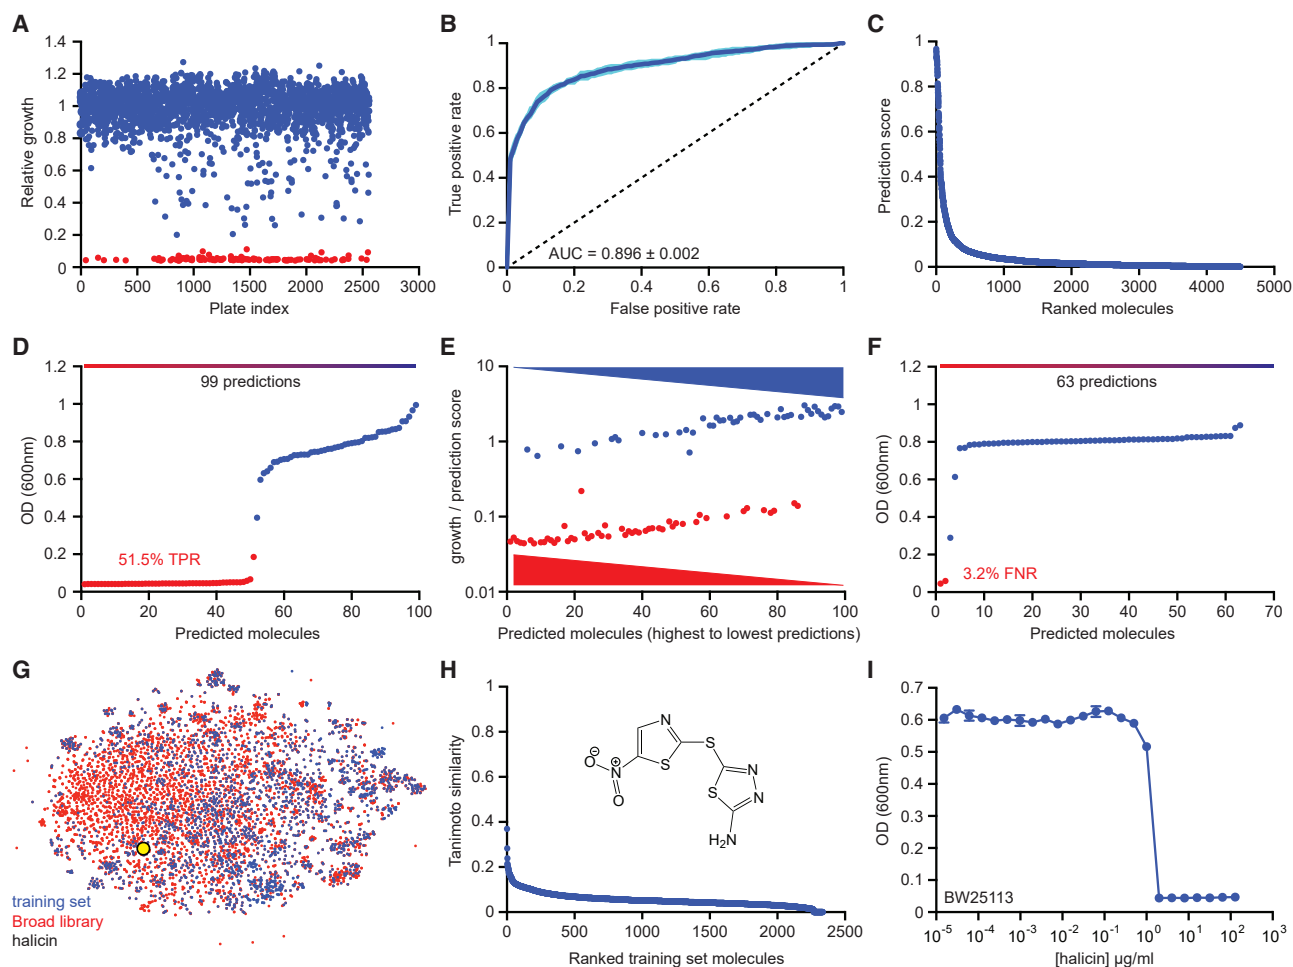 A
1.4
1.2
1
0.8
0.6
0.4
0.2
0
Relative growth
0
500
1000
1500
2000
2500
3000
Plate index
B
1
0.8
0.6
0.4
0.2
0
True positive rate
AUC = 0.896 ± 0.002
0
0.2
0.4
0.6
0.8
1
False positive rate
C
1
0.8
0.6
0.4
0.2
0
Prediction score
0
1000
2000
3000
4000
5000
Ranked molecules
D
1.2
1
0.8
0.6
0.4
0.2
0
OD (600nm)
99 predictions
51.5% TPR
0
20
40
60
80
100
Predicted molecules
E
10
1
0.1
0.01
growth / prediction score
0
20
40
60
80
100
Predicted molecules (highest to lowest predictions)
F
1.2
1
0.8
0.6
0.4
0.2
0
OD (600nm)
63 predictions
3.2% FNR
0
10
20
30
40
50
60
70
Predicted molecules
G
training set
Broad library
halicin
H
1
0.8
0.6
0.4
0.2
0
Tanimoto similarity
N
S
S
O⊖
N⊕
O
N
N
S
H₂N
0
500
1000
1500
2000
2500
Ranked training set molecules
I
0.7
0.6
0.5
0.4
0.3
0.2
0.1
0
OD (600nm)
BW25113
10⁻⁵
10⁻⁴
10⁻³
10⁻²
10⁻¹
10⁰
10¹
10²
10³
[halicin] µg/ml